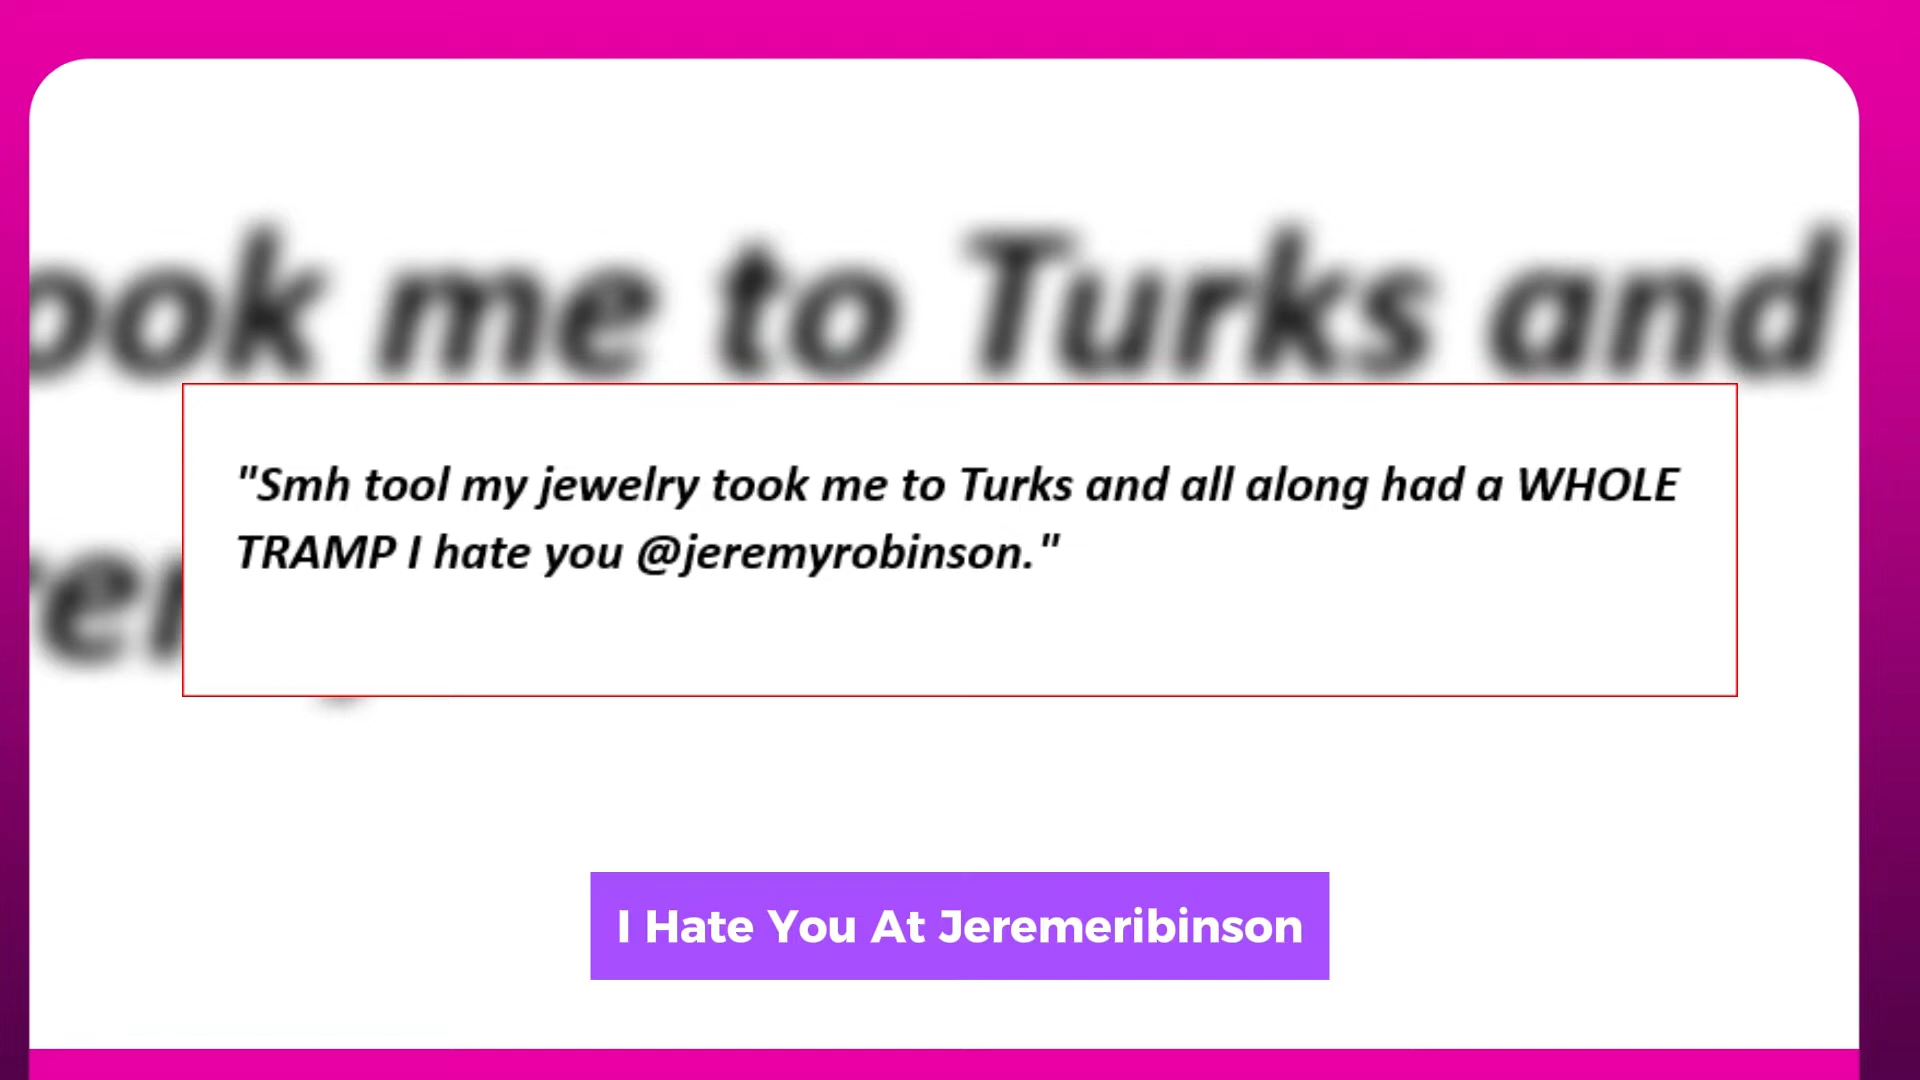 ook me to Turks and
"Smh tool my jewelry took me to Turks and all along had a WHOLE
TRAMP I hate you @jeremyrobinson."
I Hate You At Jeremeribinson